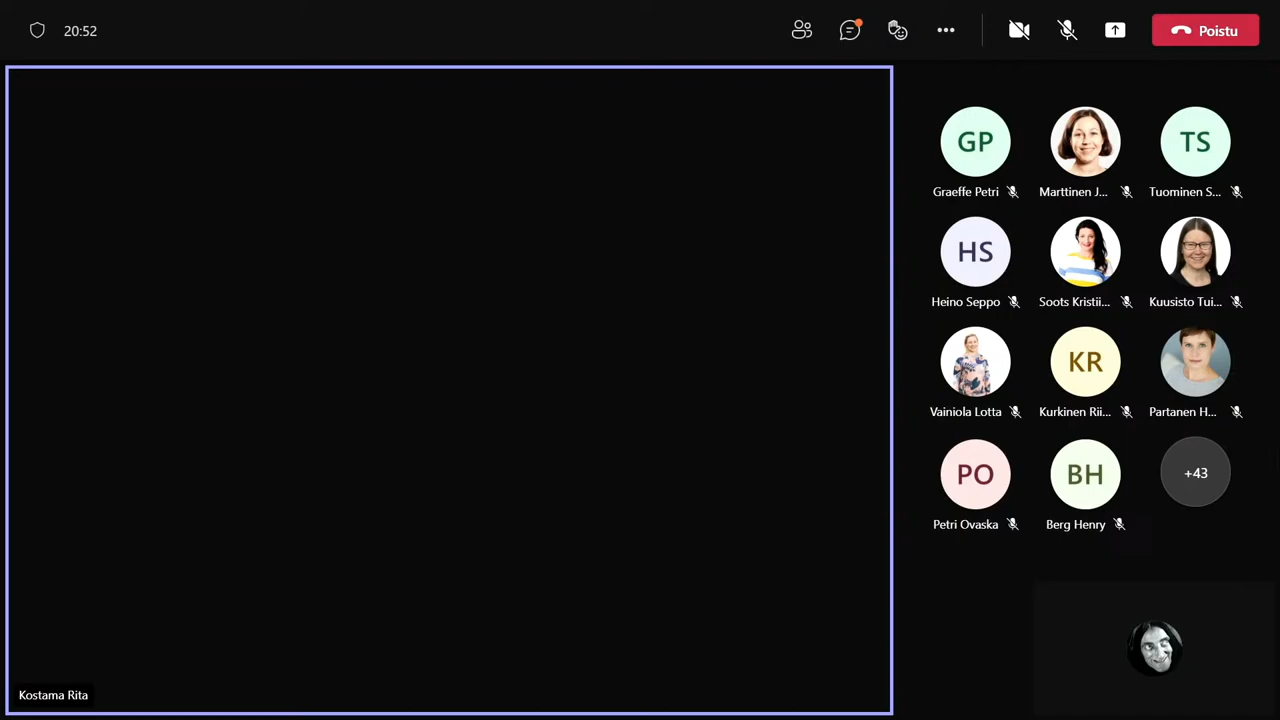 20:52
Poistu
GP
TS
Graeffe Petri
Marttinen J...
Tuominen S...
HS
Heino Seppo
Soots Kristii...
Kuusisto Tui...
KR
Vainiola Lotta
Kurkinen Rii...
Partanen H...
PO
BH
+43
Petri Ovaska
Berg Henry
Kostama Rita